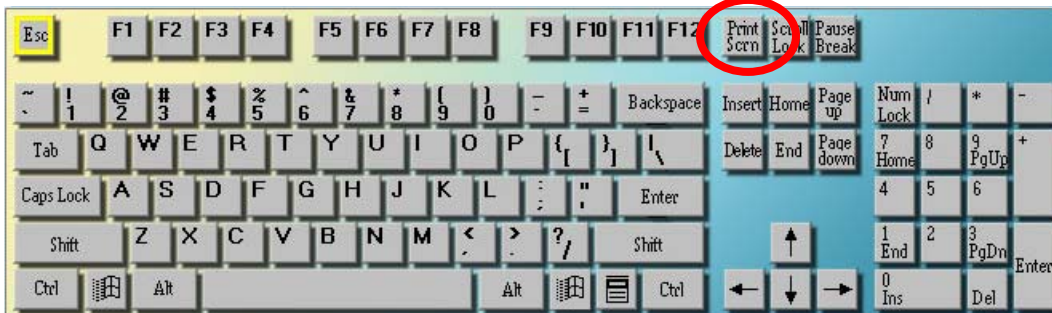 Esc F1 F2 F3 F4 F5 F6 F7 F8 F9 F10 F11 F12 Print Scrn Scroll Lock Pause Break
~ ` ! 1 @ 2 # 3 $ 4 % 5 ^ 6 & 7 * 8 ( 9 ) 0 _ - + = Backspace Insert Home Page up Num Lock / * -
Tab Q W E R T Y U I O P { [ } ] | \ Delete End Page down 7 Home 8 9 PgUp +
Caps Lock A S D F G H J K L : ; " ' Enter 4 5 6
Shift Z X C V B N M < , > . ? / Shift ↑ 1 End 2 3 PgDn Enter
Ctrl Alt Alt Ctrl ← ↓ → 0 Ins Del